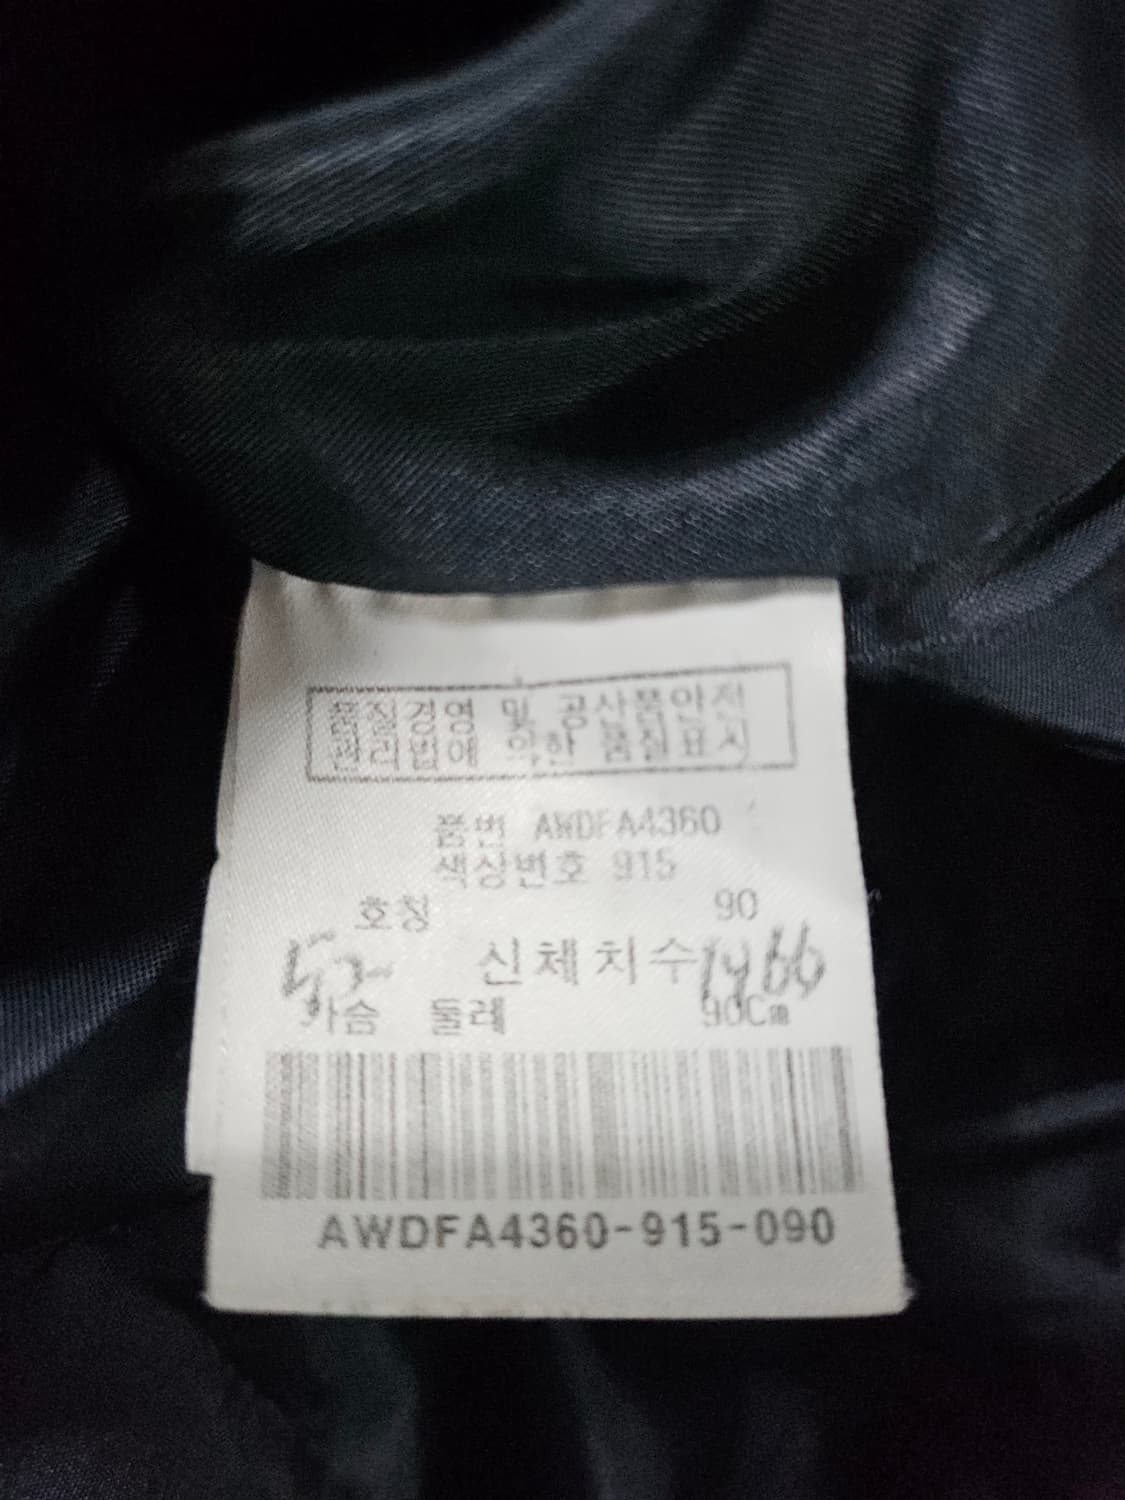 품질경영 및 공산품안전
관리법에 의한 품질표시
품번 AWDFA4360
색상번호 915
호칭 90
신체치수
가슴 둘레 90Cm
AWDFA4360-915-090